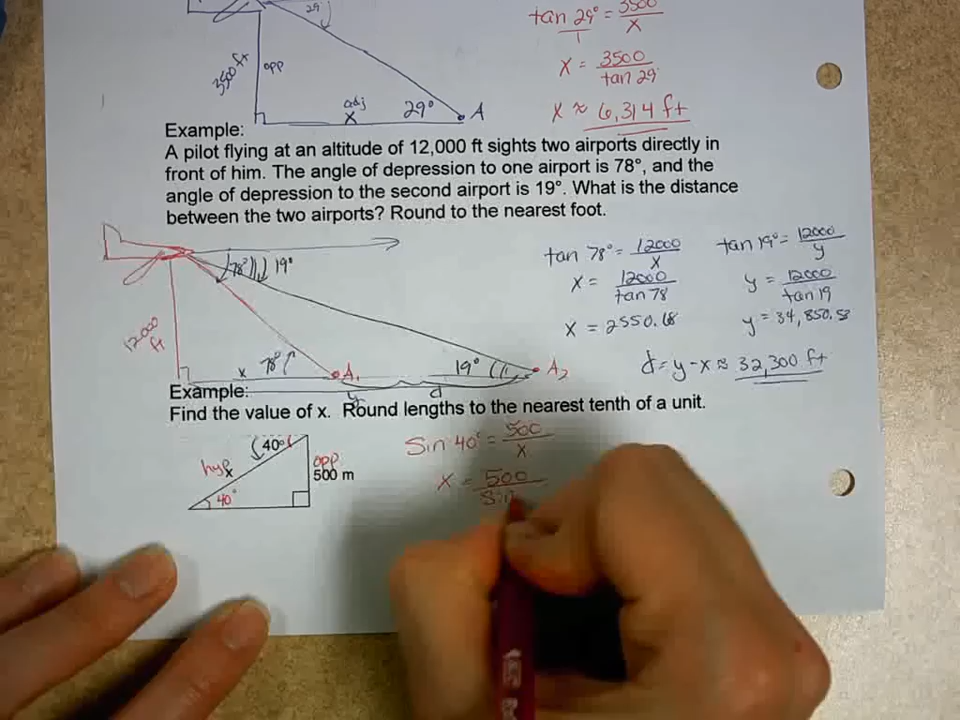 29
tan 29° = 3500/x
1
3500 ft
opp
x = 3500/tan 29°
adj
x
29°
A
x ≈ 6,314 ft
Example:
A pilot flying at an altitude of 12,000 ft sights two airports directly in
front of him. The angle of depression to one airport is 78°, and the
angle of depression to the second airport is 19°. What is the distance
between the two airports? Round to the nearest foot.
78°
19°
12000 ft
x
78°
A₁
19°
A₂
y
d
tan 78° = 12000/x
x = 12000/tan 78
x = 2550.68
tan 19° = 12000/y
y = 12000/tan 19
y = 34,850.53
d = y - x ≈ 32,300 ft
Example:
Find the value of x. Round lengths to the nearest tenth of a unit.
40°
hyp
x
opp
500 m
40°
sin 40° = 500/x
x = 500/sin